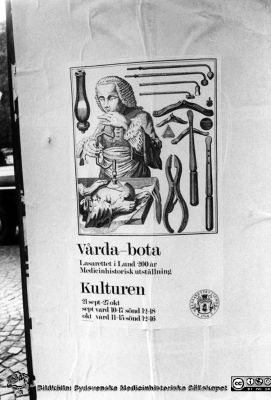 Vårda-bota
Lasarettet i Lund 200 år
Medicinhistorisk utställning
Kulturen
21 sept-27 okt
sept vard 10-17 sönd 12-18
okt vard 11-15 sönd 12-16
Bildkälla: Sydsvenska Medicinhistoriska Sällskapet